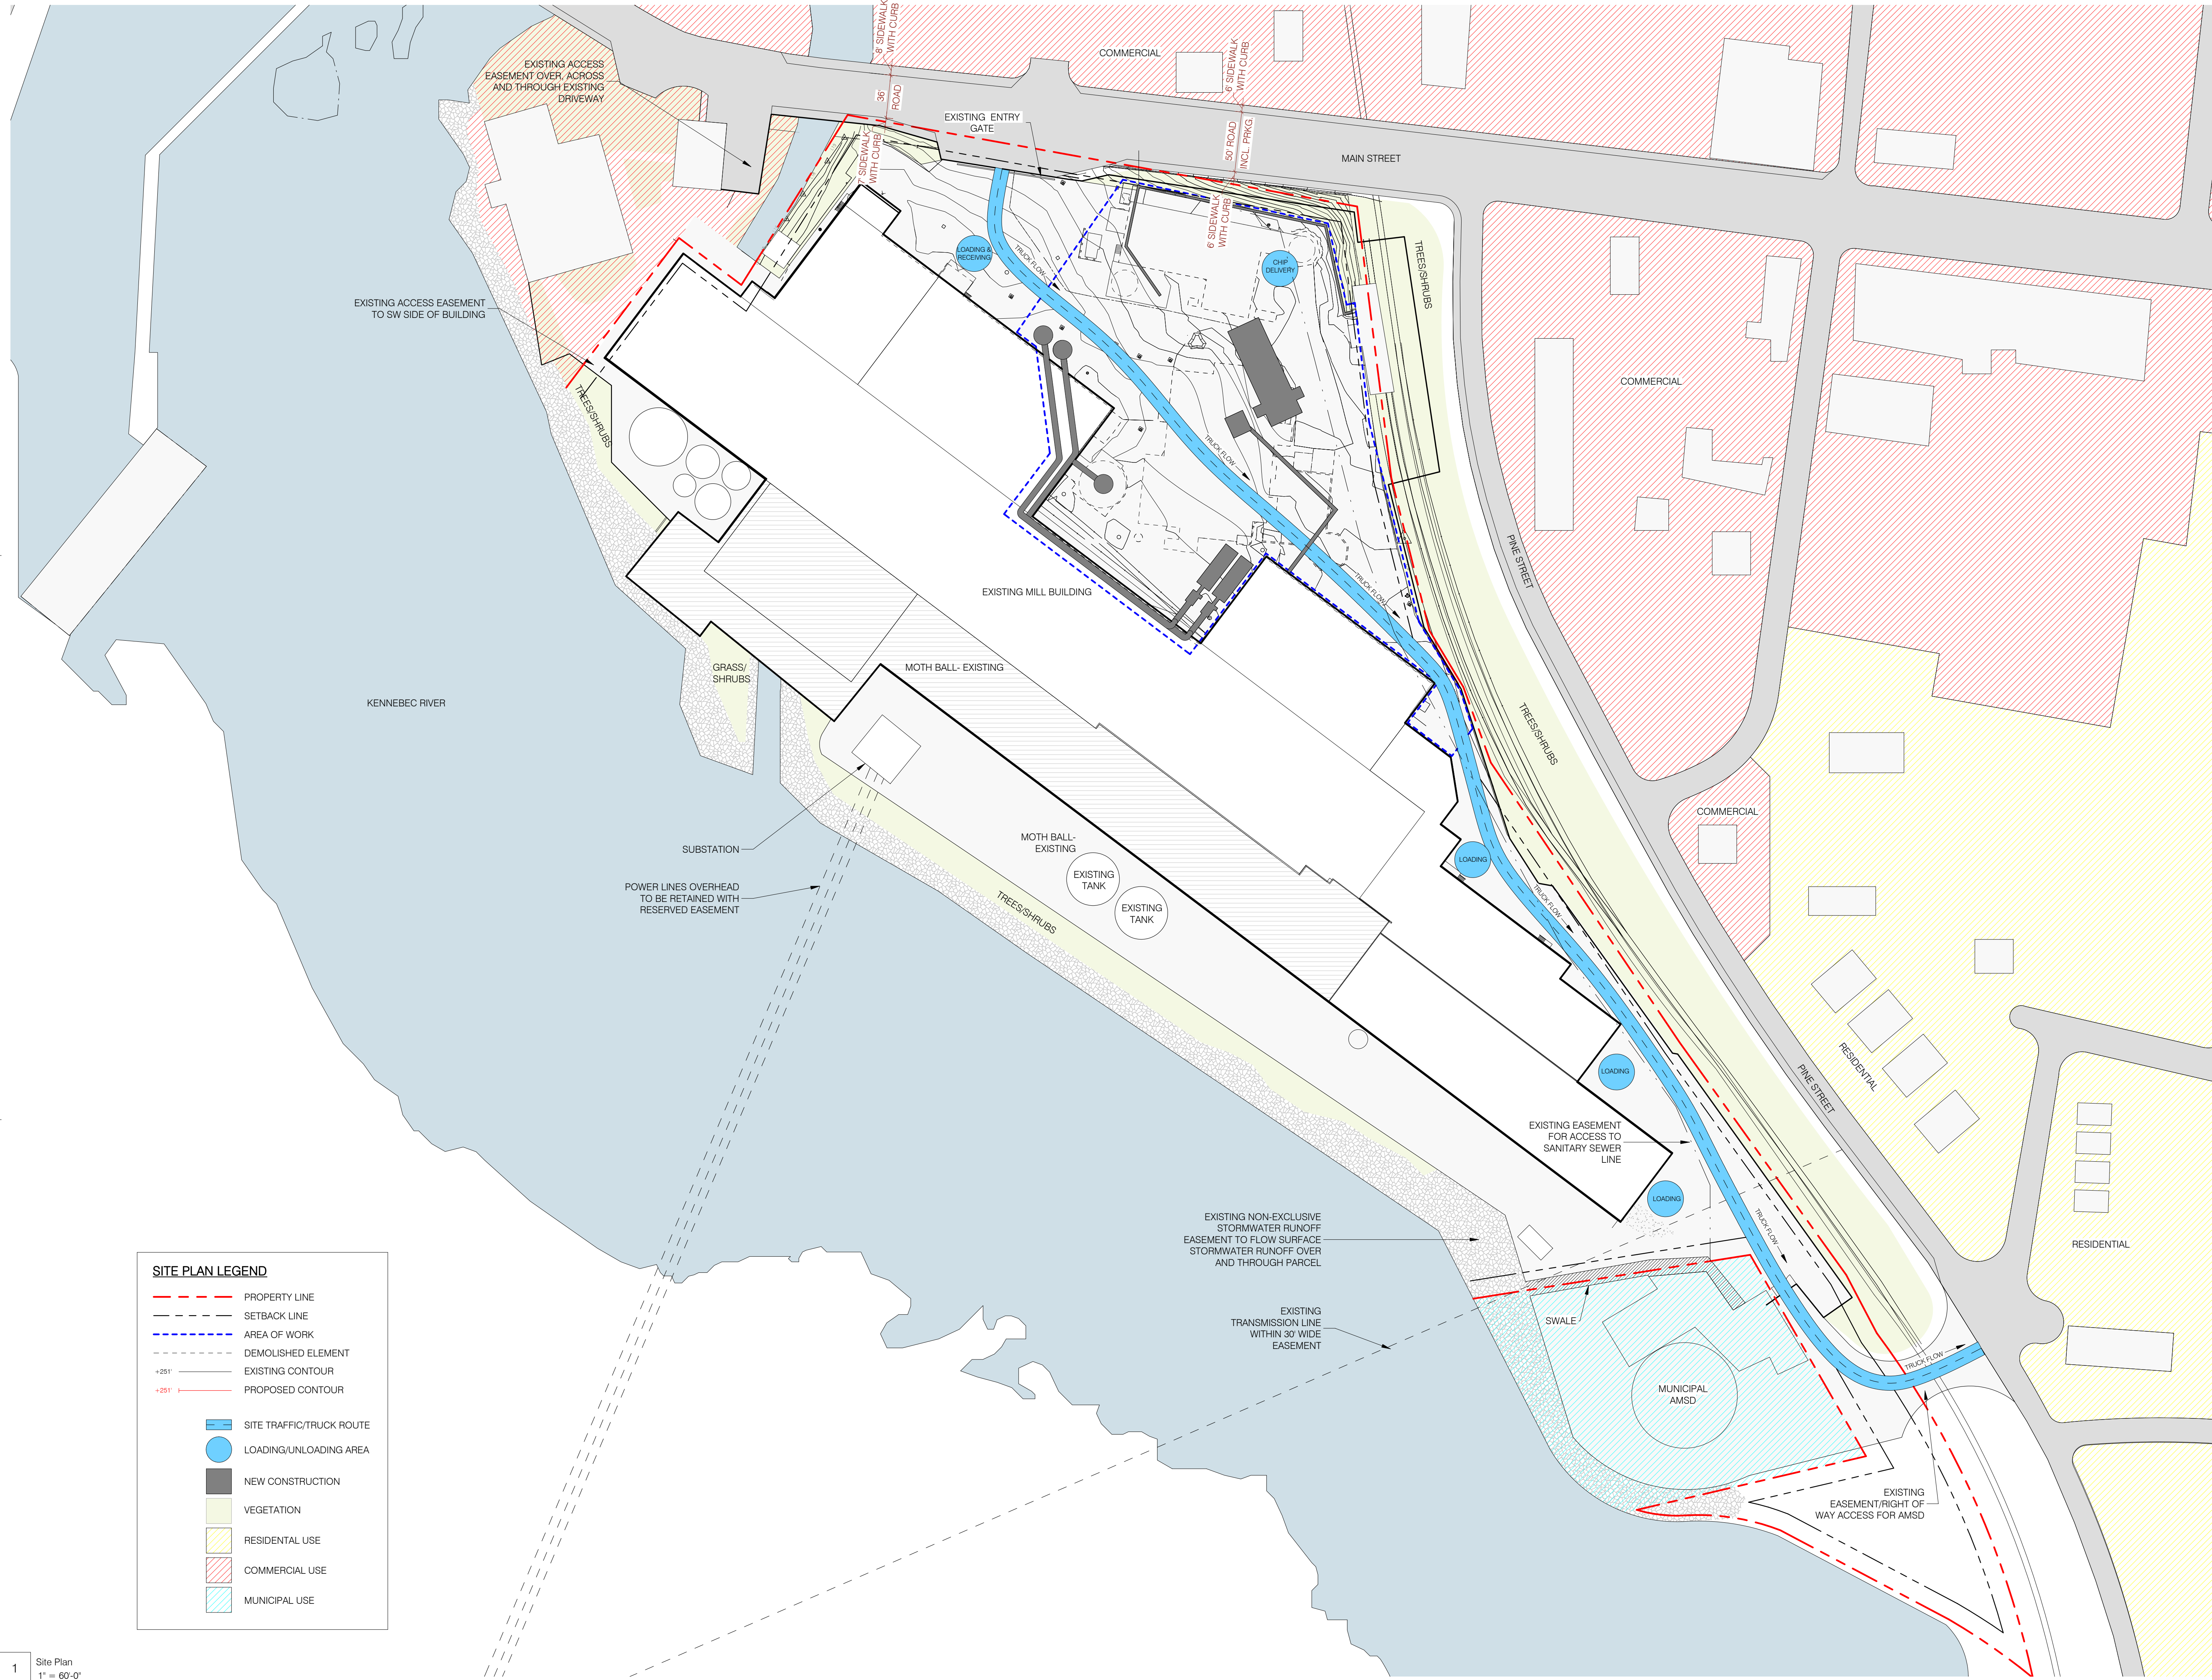 8' SIDEWALK
WITH CURB
36'
ROAD
7' SIDEWALK
WITH CURB
6' SIDEWALK
WITH CURB
50' ROAD
INCL. PRKG.
6' SIDEWALK
WITH CURB
COMMERCIAL
EXISTING ACCESS
EASEMENT OVER, ACROSS
AND THROUGH EXISTING
DRIVEWAY
EXISTING ENTRY
GATE
MAIN STREET
LOADING &
RECEIVING
TRUCK FLOW
CHIP
DELIVERY
TREES/SHRUBS
EXISTING ACCESS EASEMENT
TO SW SIDE OF BUILDING
TREES/SHRUBS
COMMERCIAL
TRUCK FLOW
PINE STREET
EXISTING MILL BUILDING
TRUCK FLOW
GRASS/
SHRUBS
MOTH BALL- EXISTING
KENNEBEC RIVER
TREES/SHRUBS
COMMERCIAL
SUBSTATION
MOTH BALL-
EXISTING
LOADING
EXISTING
TANK
EXISTING
TANK
POWER LINES OVERHEAD
TO BE RETAINED WITH
RESERVED EASEMENT
TREES/SHRUBS
TRUCK FLOW
LOADING
RESIDENTIAL
PINE STREET
EXISTING EASEMENT
FOR ACCESS TO
SANITARY SEWER
LINE
LOADING
EXISTING NON-EXCLUSIVE
STORMWATER RUNOFF
EASEMENT TO FLOW SURFACE
STORMWATER RUNOFF OVER
AND THROUGH PARCEL
TRUCK FLOW
RESIDENTIAL
EXISTING
TRANSMISSION LINE
WITHIN 30' WIDE
EASEMENT
SWALE
TRUCK FLOW
MUNICIPAL
AMSD
EXISTING
EASEMENT/RIGHT OF
WAY ACCESS FOR AMSD
SITE PLAN LEGEND
PROPERTY LINE
SETBACK LINE
AREA OF WORK
DEMOLISHED ELEMENT
+251' EXISTING CONTOUR
+251' PROPOSED CONTOUR
SITE TRAFFIC/TRUCK ROUTE
LOADING/UNLOADING AREA
NEW CONSTRUCTION
VEGETATION
RESIDENTAL USE
COMMERCIAL USE
MUNICIPAL USE
1
Site Plan
1" = 60'-0"